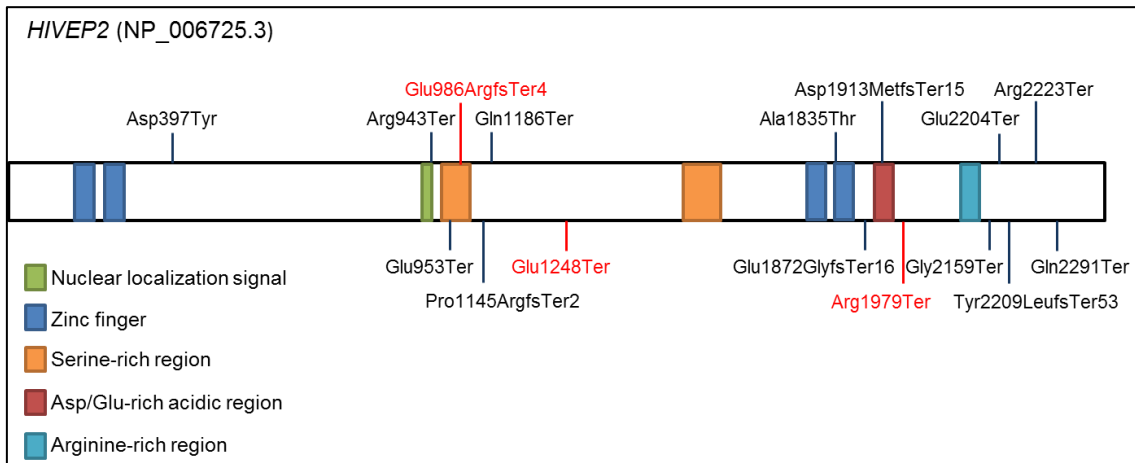 HIVEP2 (NP_006725.3)
Glu986ArgfsTer4
Asp1913MetfsTer15
Arg2223Ter
Asp397Tyr
Arg943Ter
Gln1186Ter
Ala1835Thr
Glu2204Ter
Glu953Ter
Glu1248Ter
Glu1872GlyfsTer16
Gly2159Ter
Gln2291Ter
Pro1145ArgfsTer2
Arg1979Ter
Tyr2209LeufsTer53
Nuclear localization signal
Zinc finger
Serine-rich region
Asp/Glu-rich acidic region
Arginine-rich region